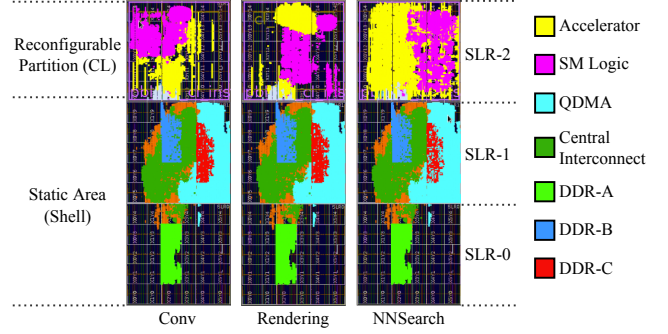 Reconfigurable
Partition (CL)
SLR-2
Static Area
(Shell)
SLR-1
SLR-0
Conv
Rendering
NNSearch
Accelerator
SM Logic
QDMA
Central
Interconnect
DDR-A
DDR-B
DDR-C